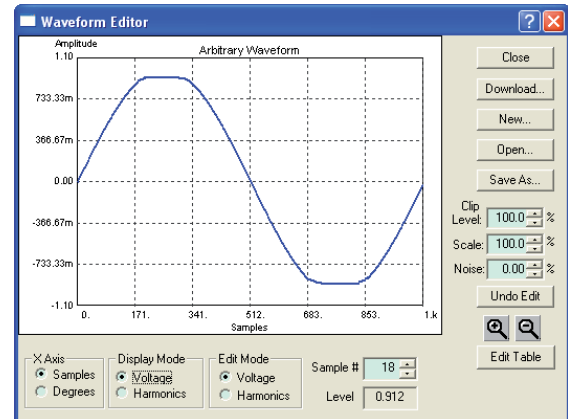 Waveform Editor
Amplitude
Arbitrary Waveform
1.10
733.33m
366.67m
0.00
-366.67m
-733.33m
-1.10
0. 171. 341. 512. 683. 853. 1.k
Samples
Close
Download...
New...
Open...
Save As...
Clip
Level: 100.0 %
Scale: 100.0 %
Noise: 0.00 %
Undo Edit
Edit Table
X Axis
Samples
Degrees
Display Mode
Voltage
Harmonics
Edit Mode
Voltage
Harmonics
Sample # 18
Level 0.912